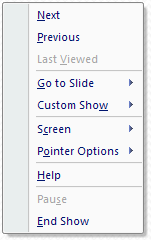 Next
Previous
Last Viewed
Go to Slide
Custom Show
Screen
Pointer Options
Help
Pause
End Show